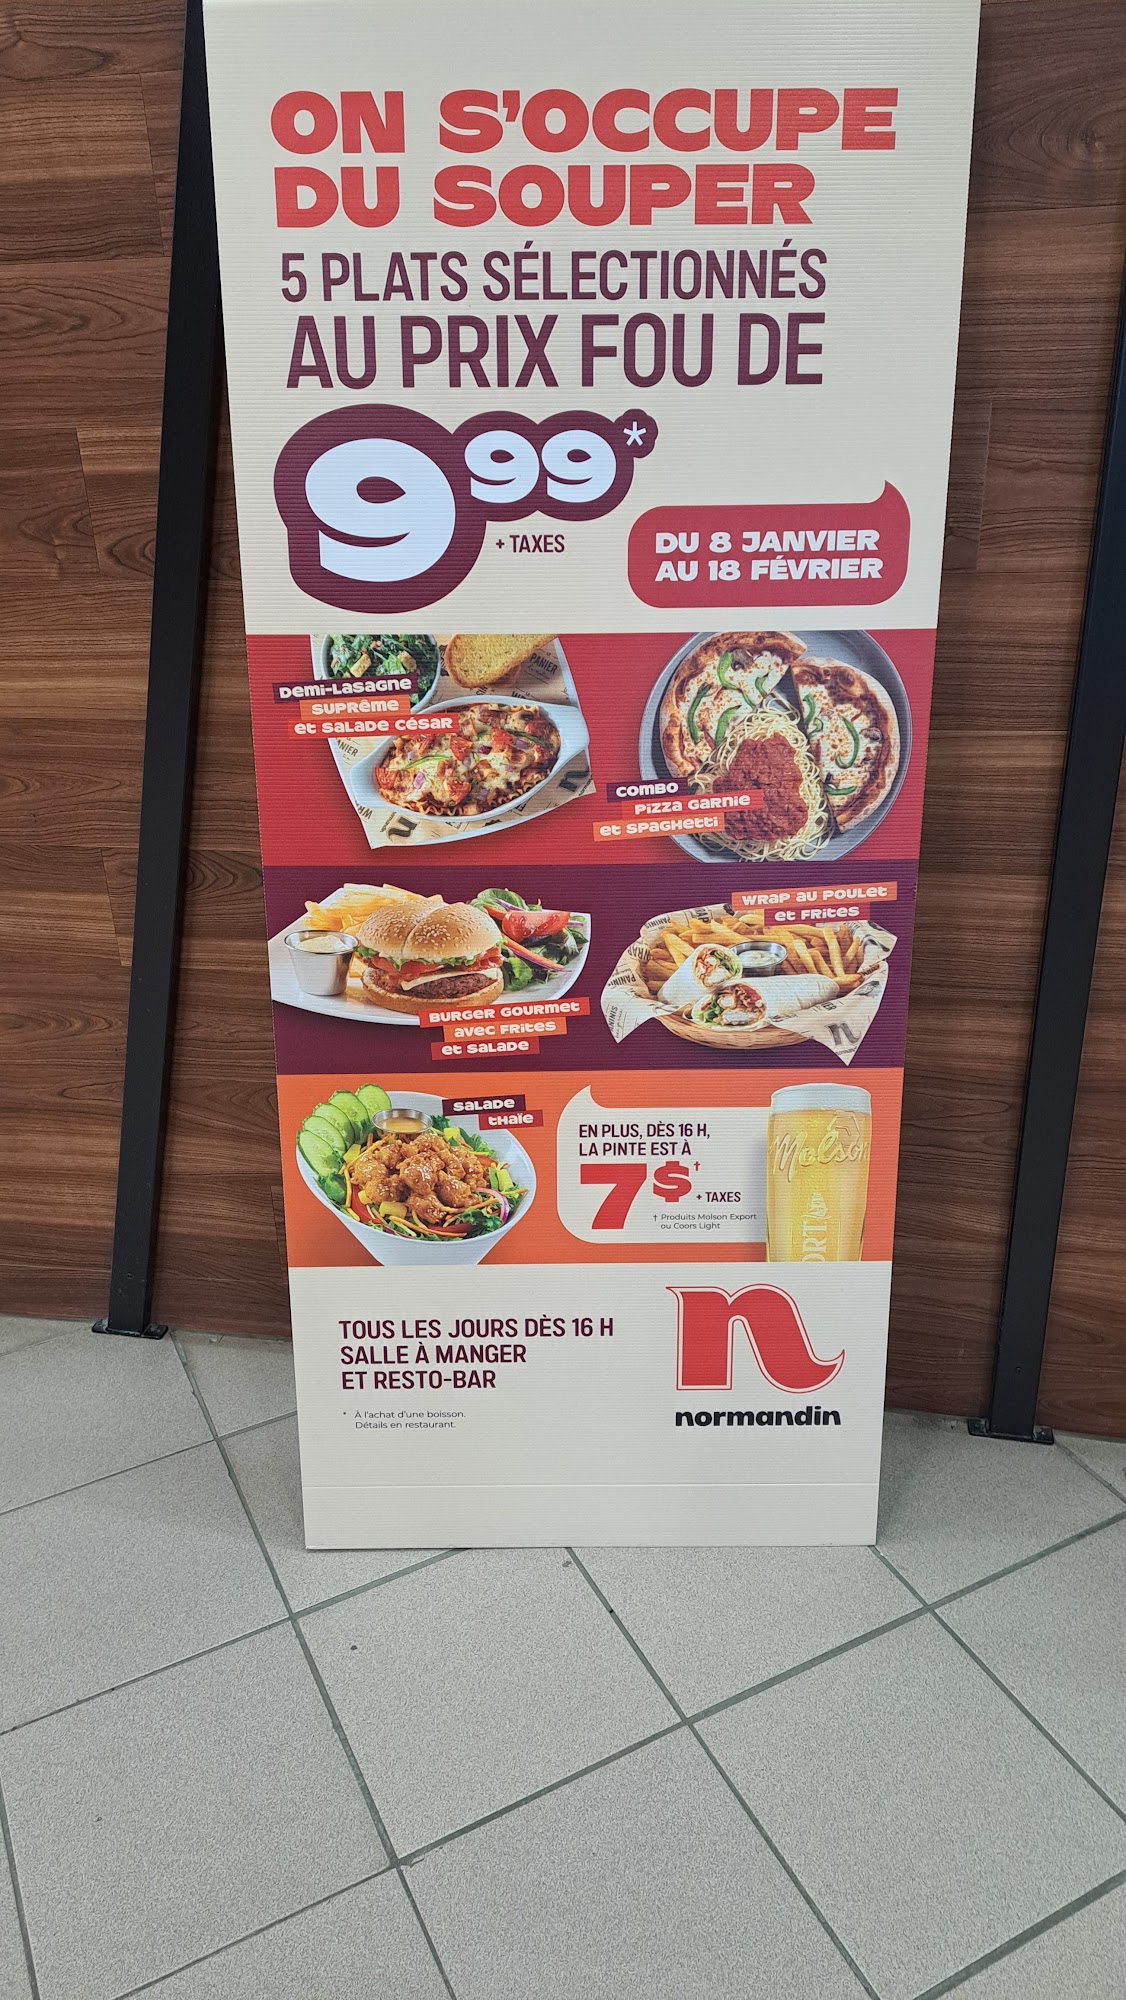 ON S'OCCUPE
DU SOUPER
5 PLATS SÉLECTIONNÉS
AU PRIX FOU DE
9 99*
+ TAXES
DU 8 JANVIER
AU 18 FÉVRIER
Demi-Lasagne
suprême
et salade césar
Combo
Pizza garnie
et spaghetti
Burger gourmet
avec frites
et salade
Wrap au poulet
et frites
Salade
thaïe
EN PLUS, DÈS 16 H,
LA PINTE EST À
7$†
+ TAXES
† Produits Molson Export
ou Coors Light
Molson
TOUS LES JOURS DÈS 16 H
SALLE À MANGER
ET RESTO-BAR
* À l'achat d'une boisson.
Détails en restaurant.
n
normandin